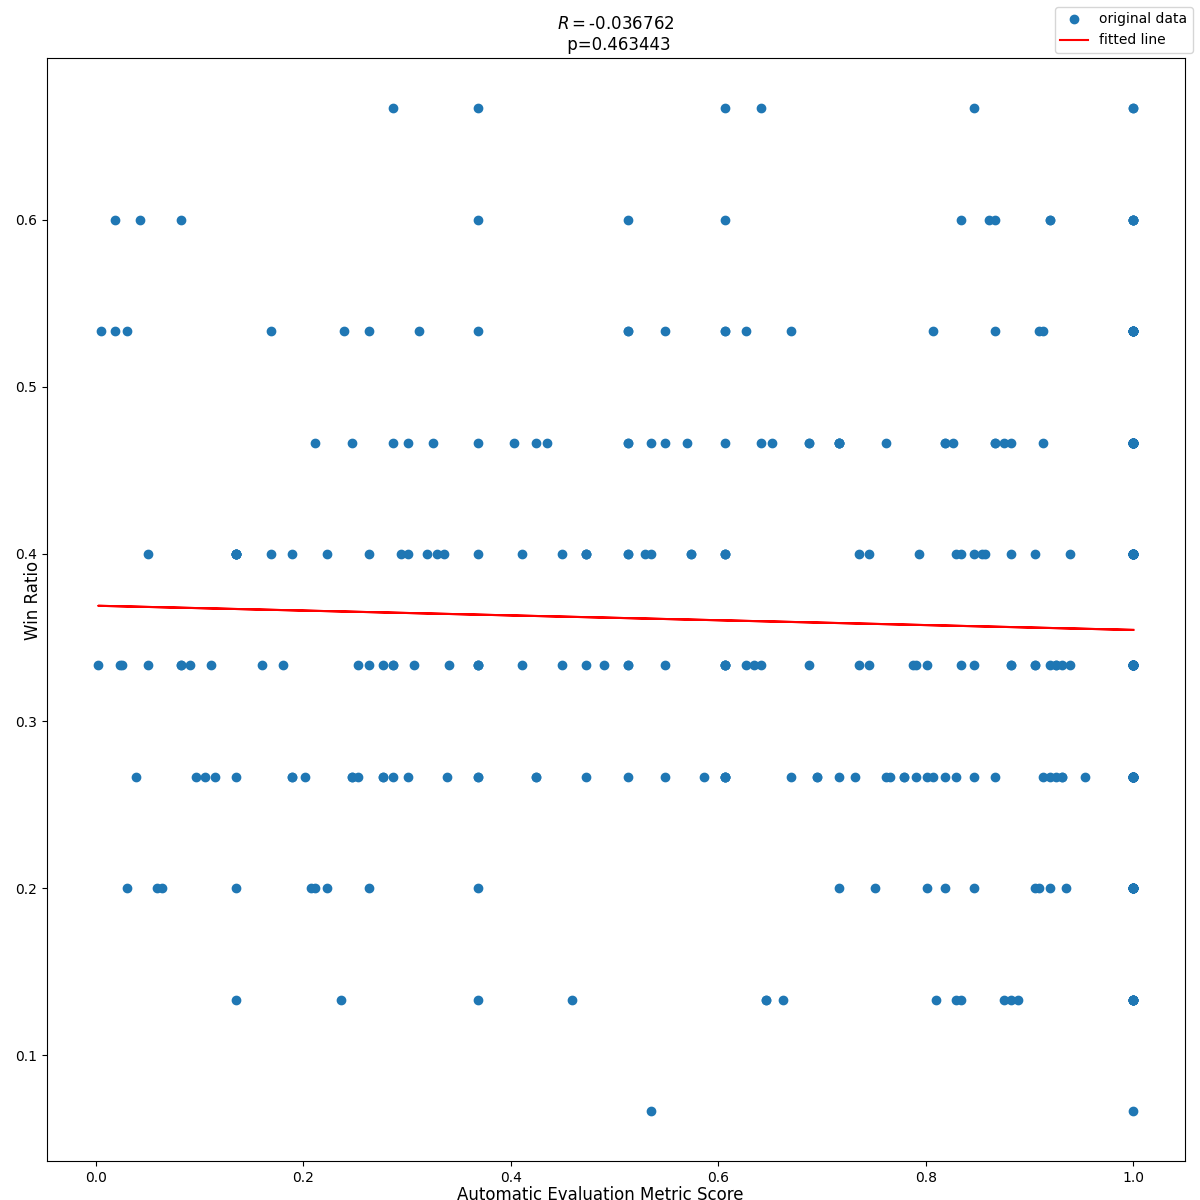 R = -0.036762
p=0.463443
original data
fitted line
Win Ratio
0.6
0.5
0.4
0.3
0.2
0.1
0.0
0.2
0.4
0.6
0.8
1.0
Automatic Evaluation Metric Score